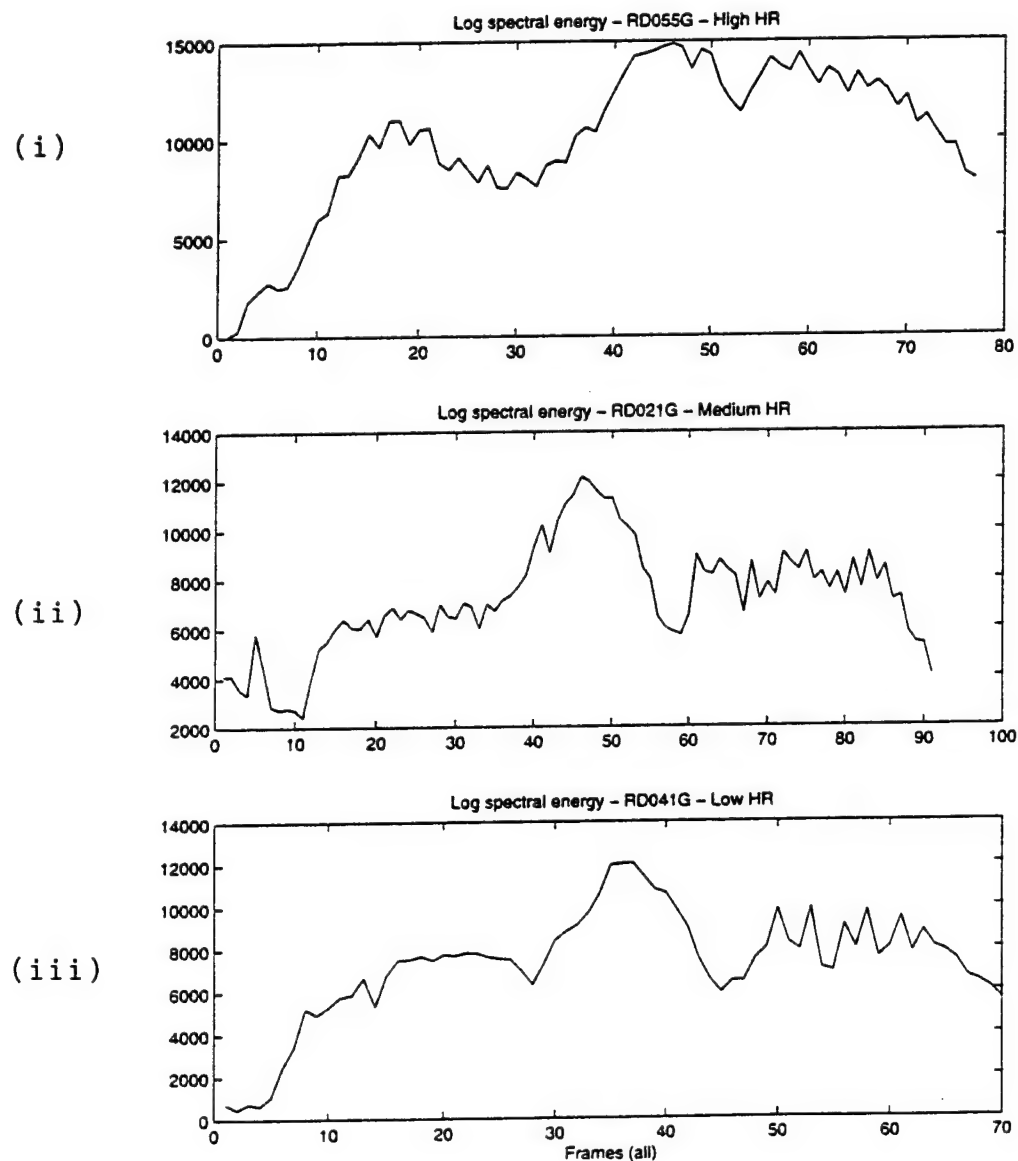 Log spectral energy – RD055G – High HR
(i)
15000
10000
5000
0
0 10 20 30 40 50 60 70 80
Log spectral energy – RD021G – Medium HR
(ii)
14000
12000
10000
8000
6000
4000
2000
0 10 20 30 40 50 60 70 80 90 100
Log spectral energy – RD041G – Low HR
(iii)
14000
12000
10000
8000
6000
4000
2000
0
0 10 20 30 40 50 60 70
Frames (all)